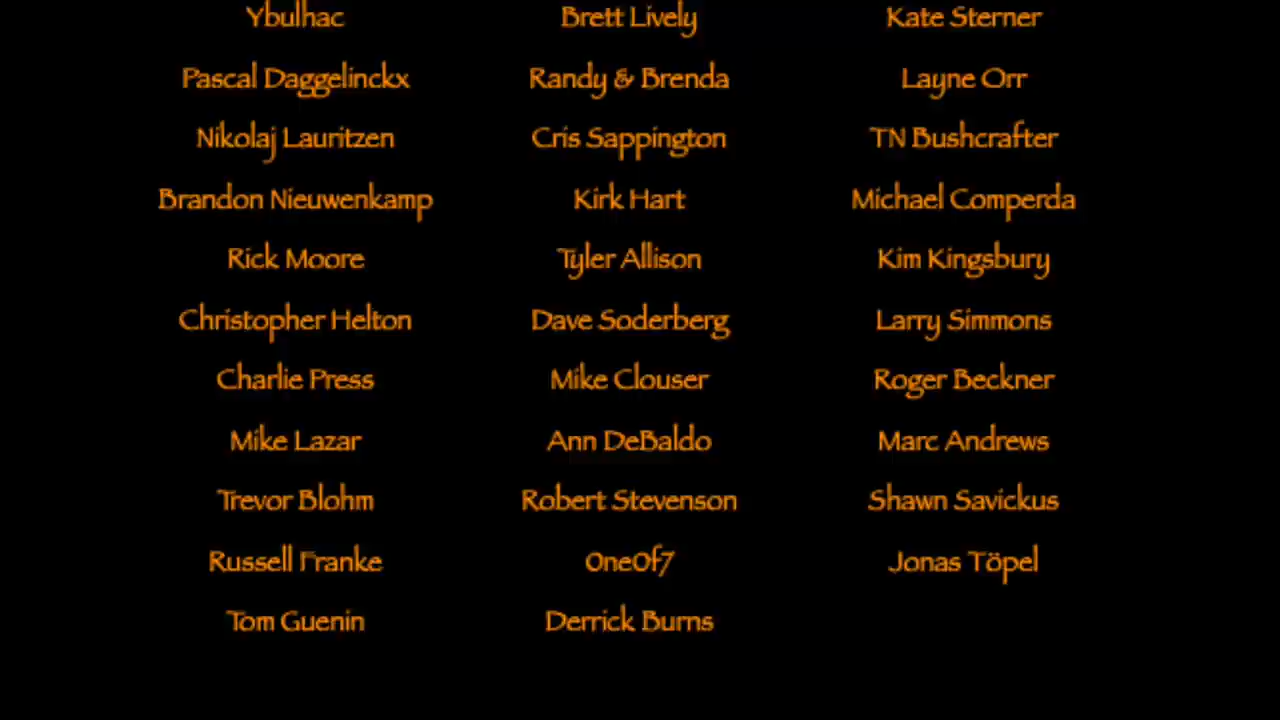 Ybulhac Brett Lively Kate Sterner
Pascal Daggelinckx Randy & Brenda Layne Orr
Nikolaj Lauritzen Cris Sappington TN Bushcrafter
Brandon Nieuwenkamp Kirk Hart Michael Comperda
Rick Moore Tyler Allison Kim Kingsbury
Christopher Helton Dave Soderberg Larry Simmons
Charlie Press Mike Clouser Roger Beckner
Mike Lazar Ann DeBaldo Marc Andrews
Trevor Blohm Robert Stevenson Shawn Savickus
Russell Franke 0ne0f7 Jonas Töpel
Tom Guenin Derrick Burns